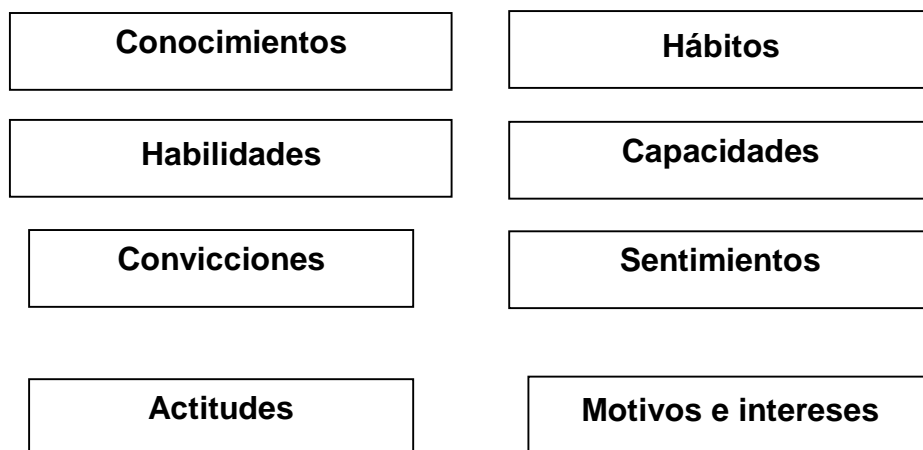 Conocimientos
Hábitos
Habilidades
Capacidades
Convicciones
Sentimientos
Actitudes
Motivos e intereses